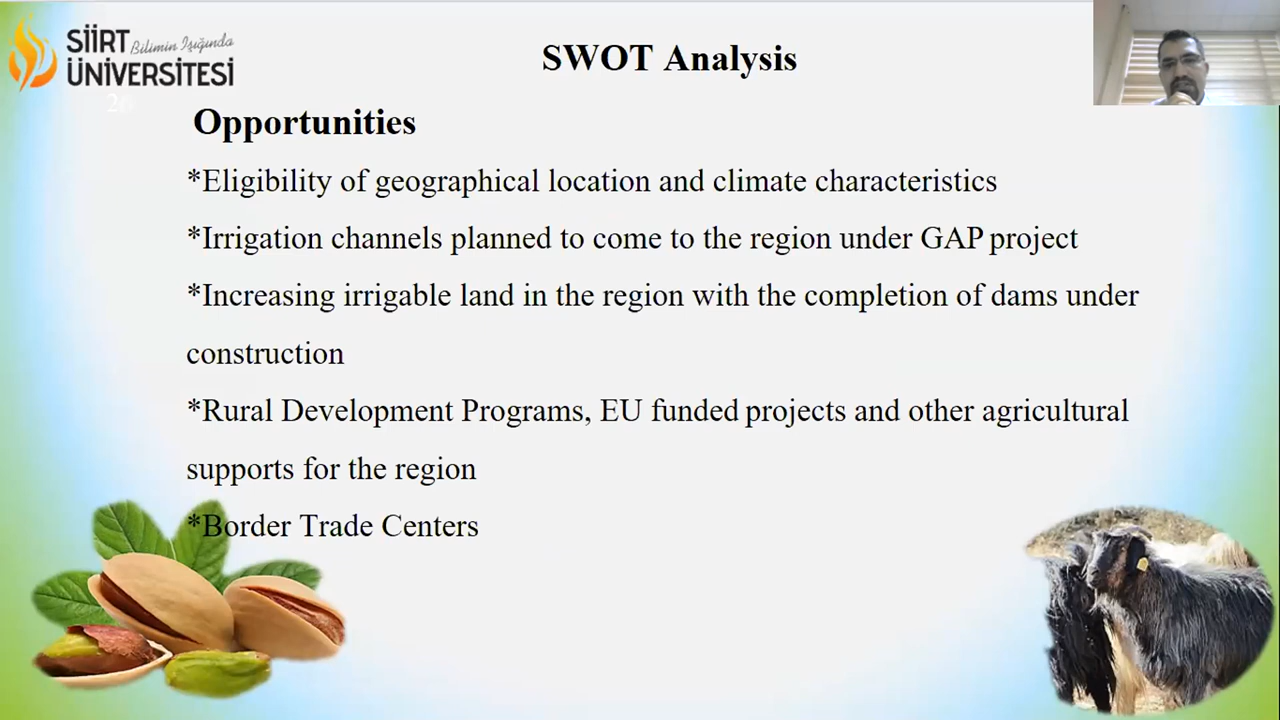 SİİRT
Bilimin Işığında
ÜNİVERSİTESİ
SWOT Analysis
Opportunities
*Eligibility of geographical location and climate characteristics
*Irrigation channels planned to come to the region under GAP project
*Increasing irrigable land in the region with the completion of dams under
construction
*Rural Development Programs, EU funded projects and other agricultural
supports for the region
*Border Trade Centers